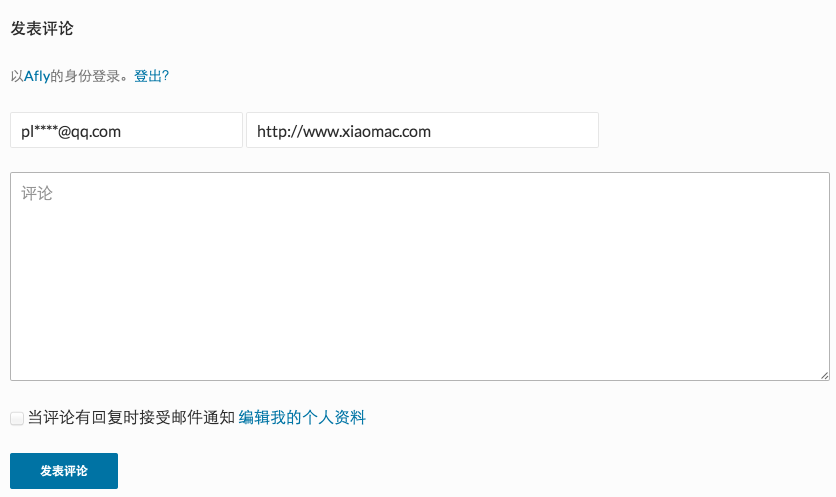 发表评论
以Afly的身份登录。登出?
pl****@qq.com http://www.xiaomac.com
评论
当评论有回复时接受邮件通知 编辑我的个人资料
发表评论